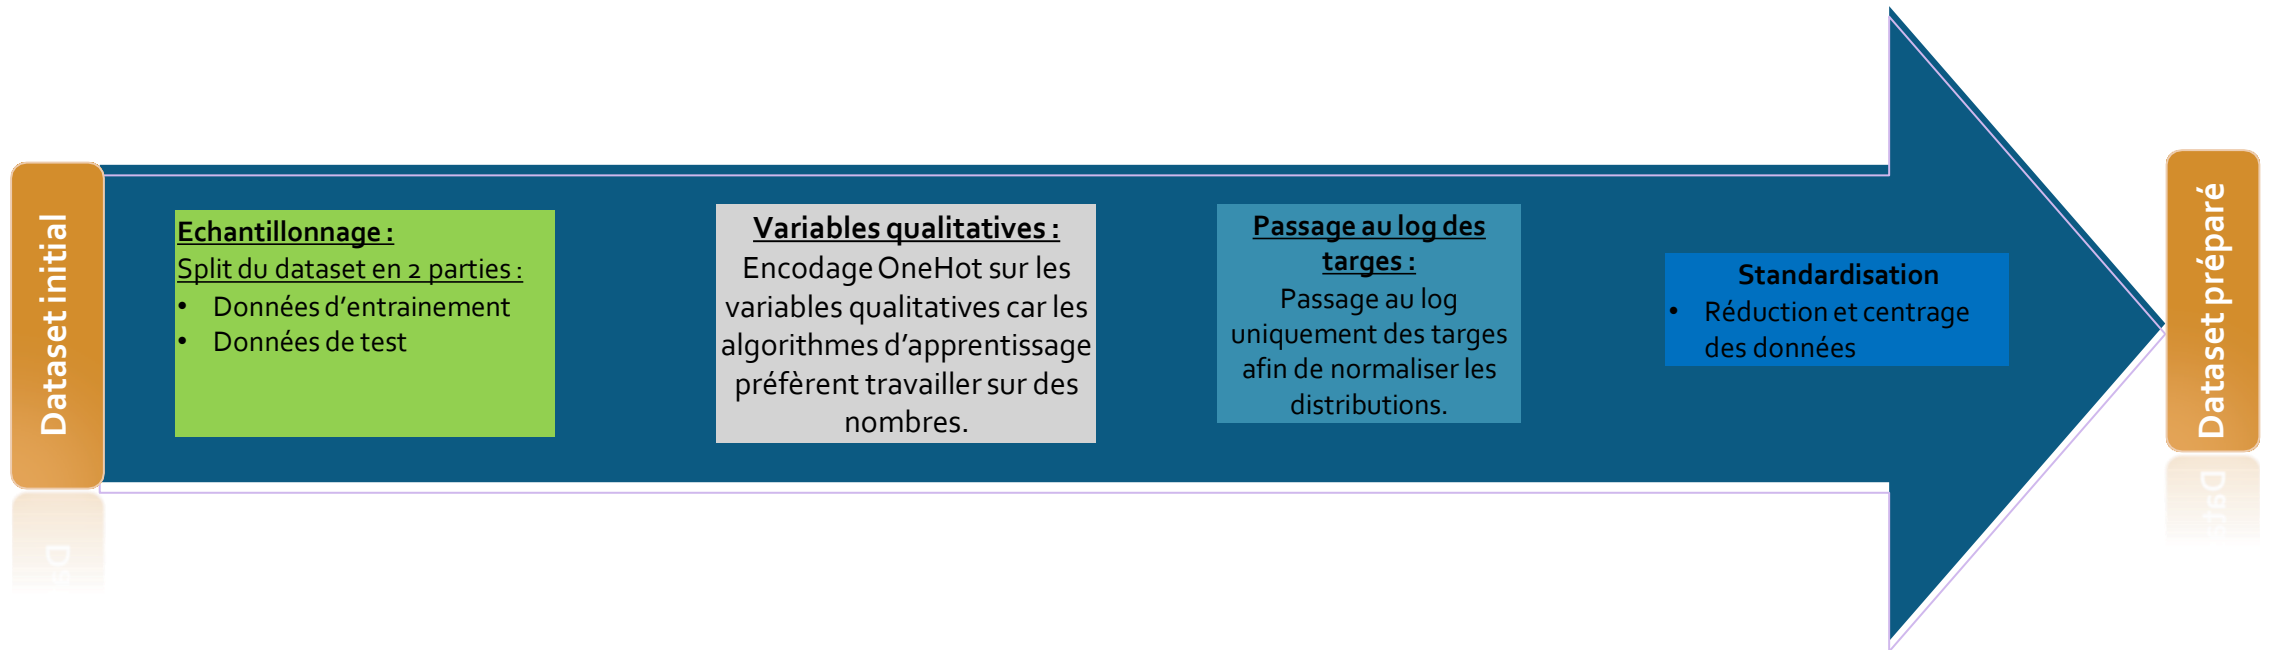 Dataset initial
Echantillonnage :
Split du dataset en 2 parties :
• Données d’entrainement
• Données de test
Variables qualitatives :
Encodage OneHot sur les
variables qualitatives car les
algorithmes d’apprentissage
préfèrent travailler sur des
nombres.
Passage au log des
targes :
Passage au log
uniquement des targes
afin de normaliser les
distributions.
Standardisation
• Réduction et centrage
des données
Dataset préparé